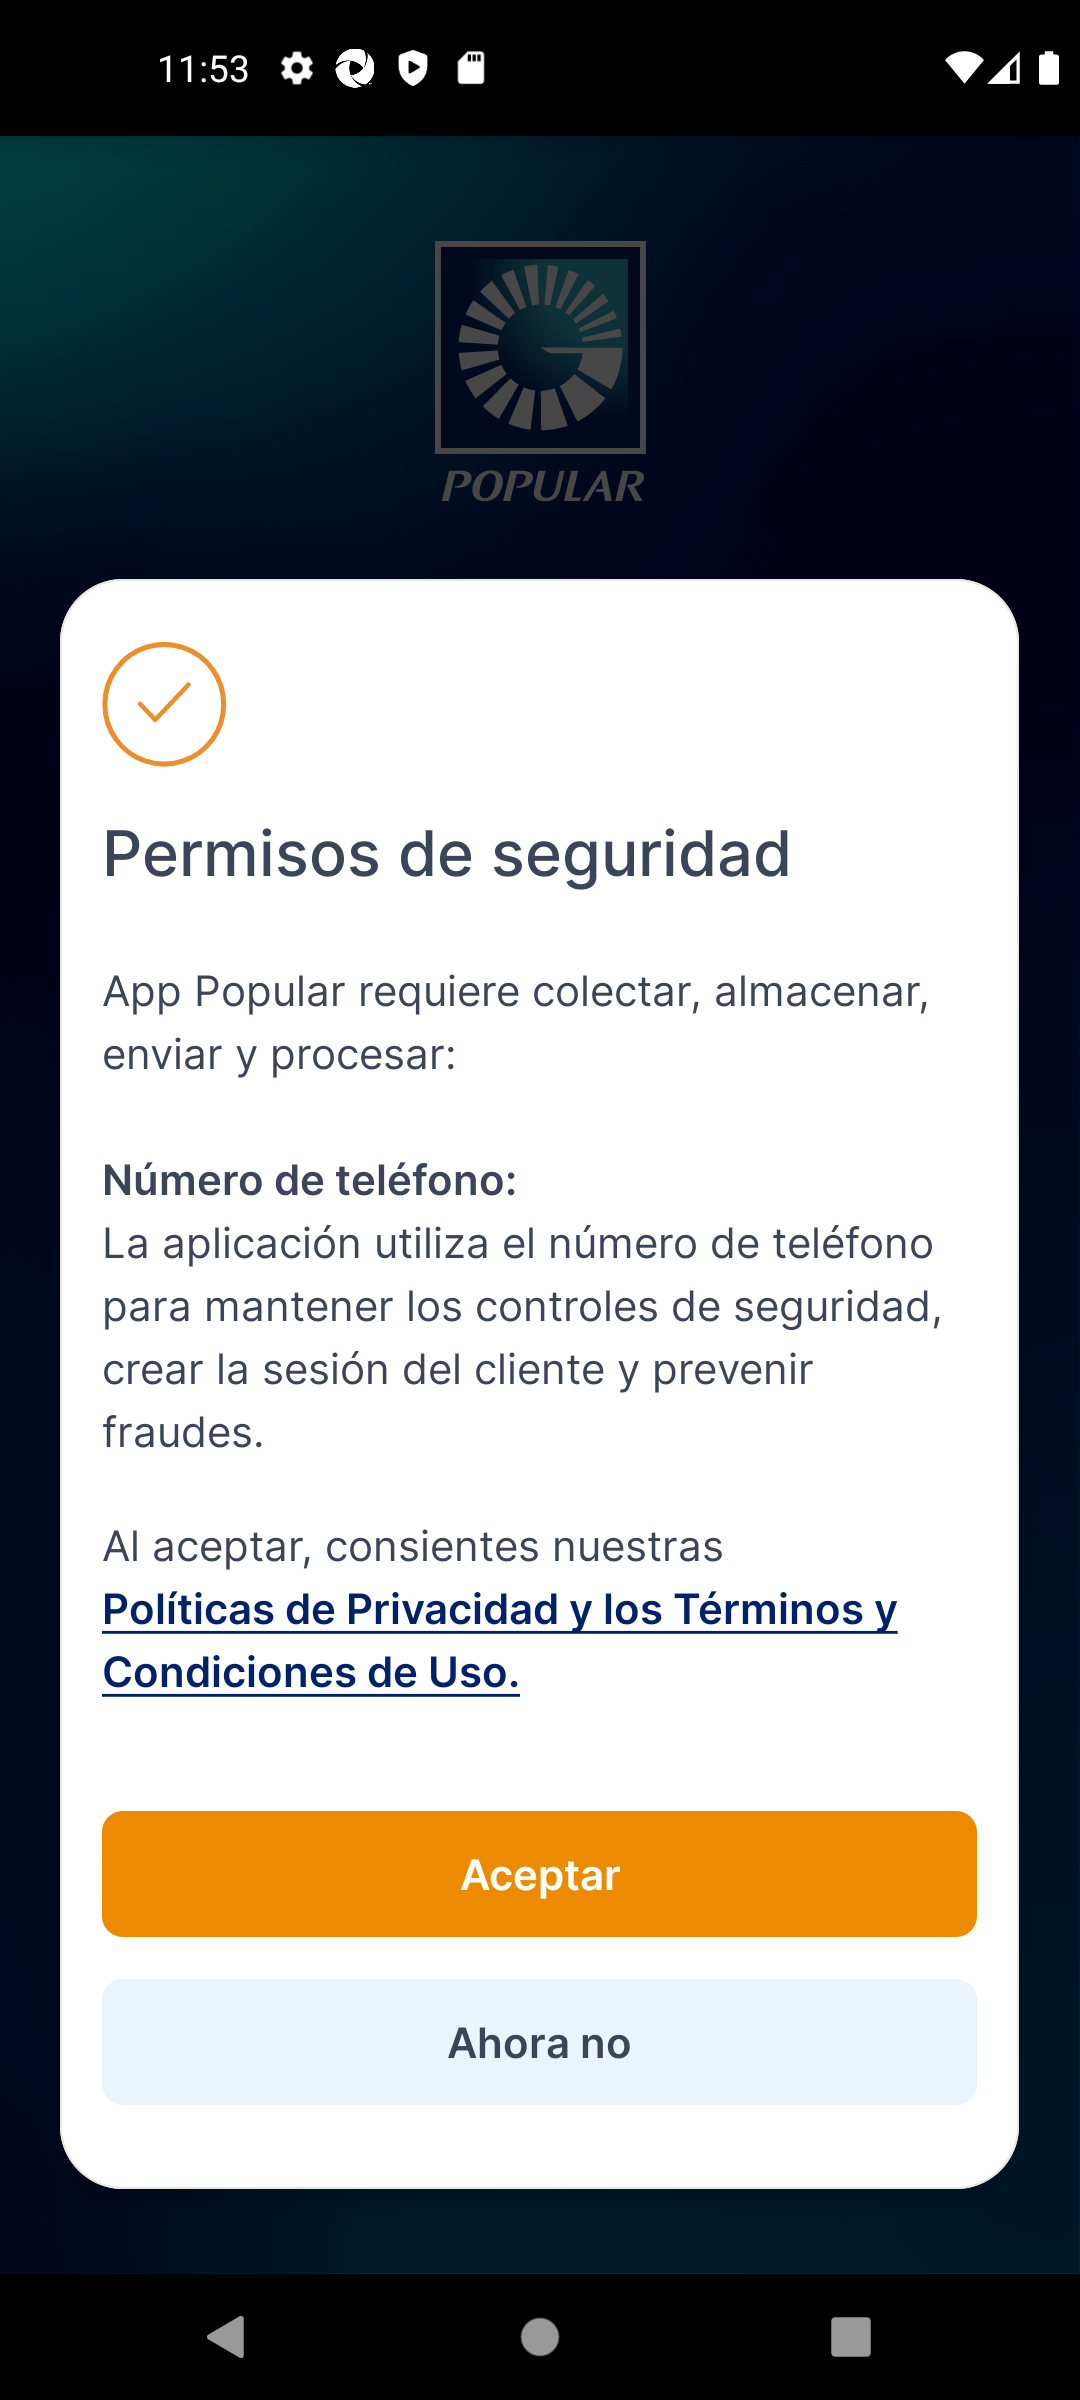 11:53
POPULAR
Permisos de seguridad
App Popular requiere colectar, almacenar,
enviar y procesar:
Número de teléfono:
La aplicación utiliza el número de teléfono
para mantener los controles de seguridad,
crear la sesión del cliente y prevenir
fraudes.
Al aceptar, consientes nuestras
Políticas de Privacidad y los Términos y
Condiciones de Uso.
Aceptar
Ahora no